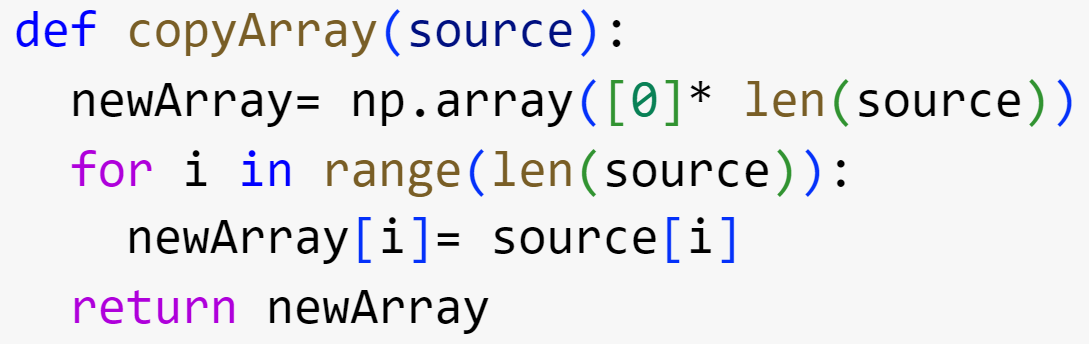 def copyArray(source):
  newArray= np.array([0]* len(source))
  for i in range(len(source)):
    newArray[i]= source[i]
  return newArray